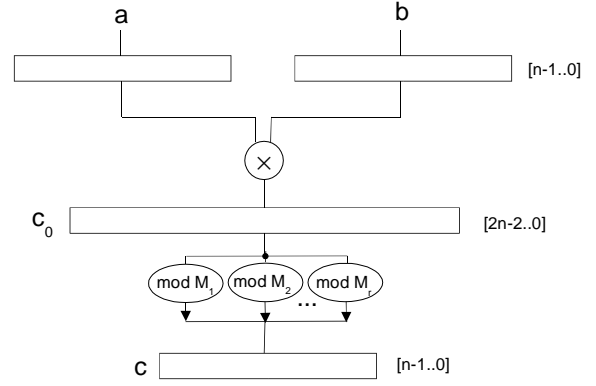 a b
[n-1..0]
×
c₀ [2n-2..0]
mod M₁ mod M₂ ... mod Mᵣ
c [n-1..0]